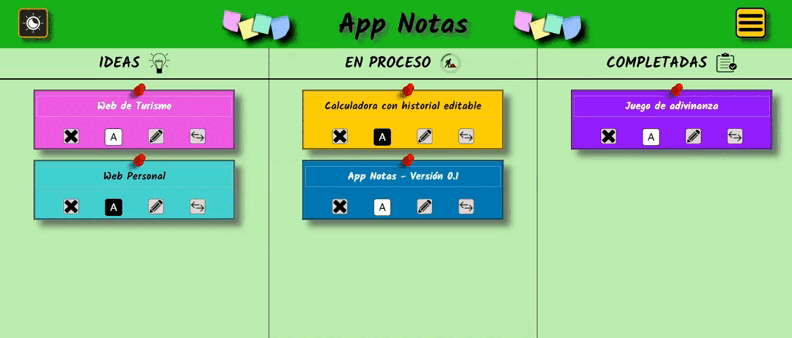 App Notas
IDEAS
EN PROCESO
COMPLETADAS
Web de Turismo
A
Web Personal
A
Calculadora con historial editable
A
App Notas - Versión 0.1
A
Juego de adivinanza
A